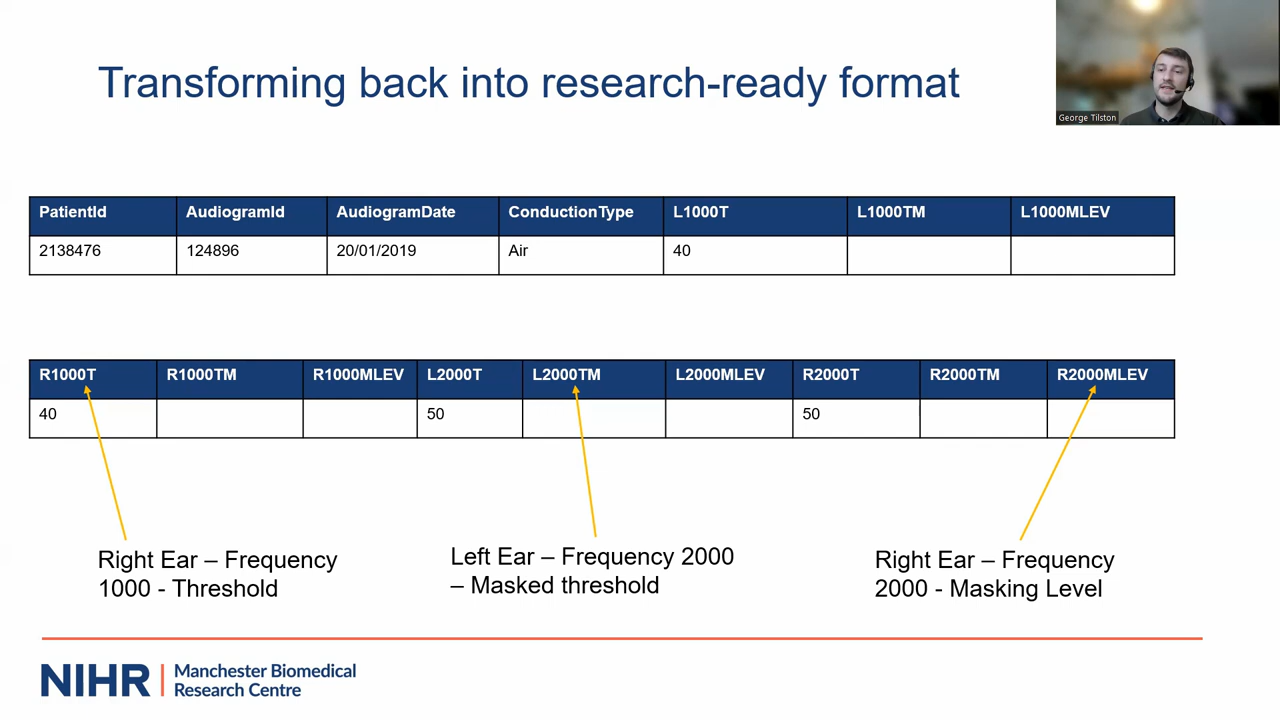 Transforming back into research-ready format
George Tilston
PatientId AudiogramId AudiogramDate ConductionType L1000T L1000TM L1000MLEV
2138476 124896 20/01/2019 Air 40
R1000T R1000TM R1000MLEV L2000T L2000TM L2000MLEV R2000T R2000TM R2000MLEV
40 50 50
Right Ear – Frequency
1000 - Threshold
Left Ear – Frequency 2000
– Masked threshold
Right Ear – Frequency
2000 - Masking Level
NIHR | Manchester Biomedical
Research Centre